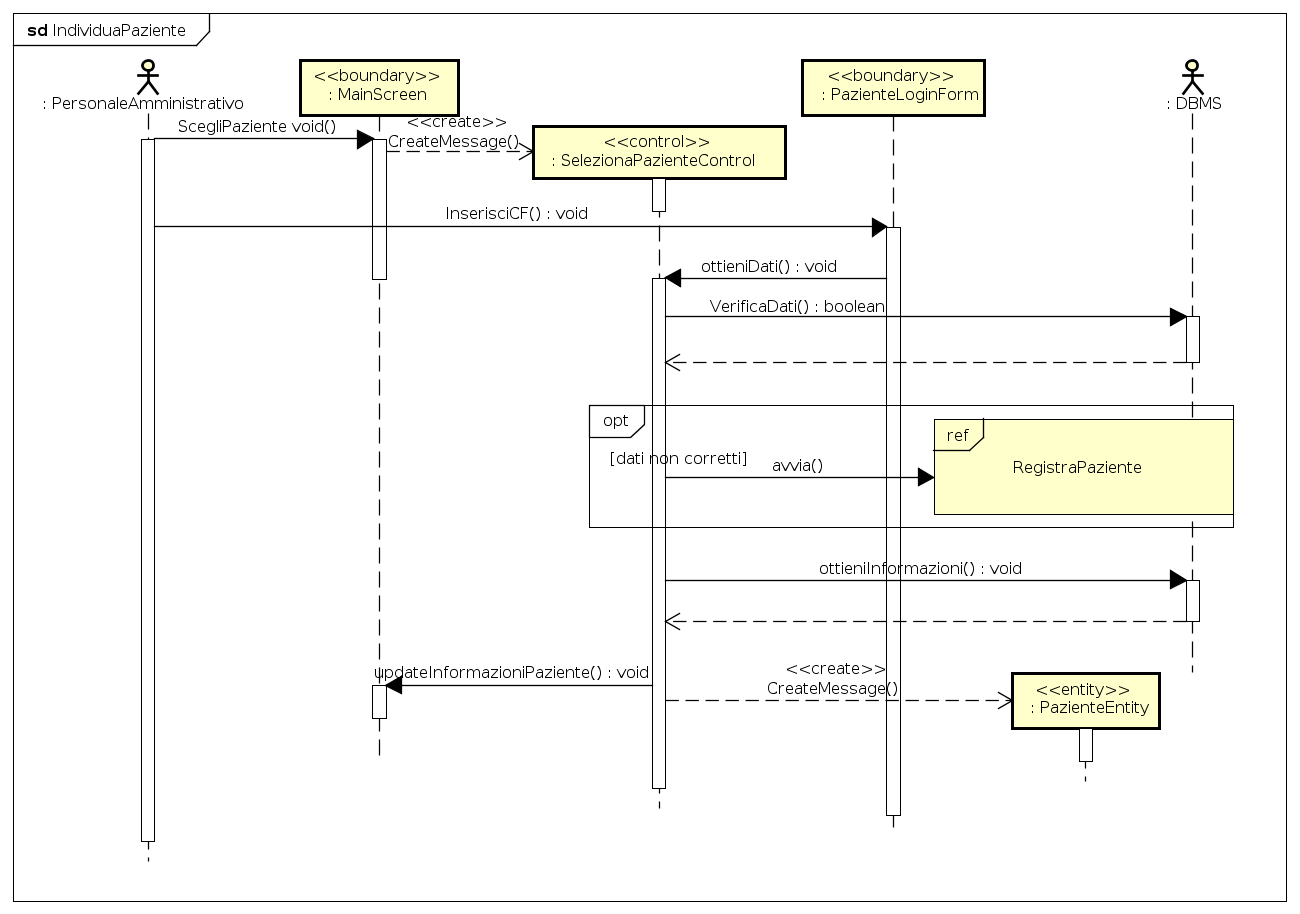 sd IndividuaPaziente
: PersonaleAmministrativo
<<boundary>>
: MainScreen
<<boundary>>
: PazienteLoginForm
: DBMS
ScegliPaziente void()
<<create>>
CreateMessage()
<<control>>
: SelezionaPazienteControl
InserisciCF() : void
ottieniDati() : void
VerificaDati() : boolean
opt
ref
[dati non corretti]
avvia()
RegistraPaziente
ottieniInformazioni() : void
updateInformazioniPaziente() : void
<<create>>
CreateMessage()
<<entity>>
: PazienteEntity